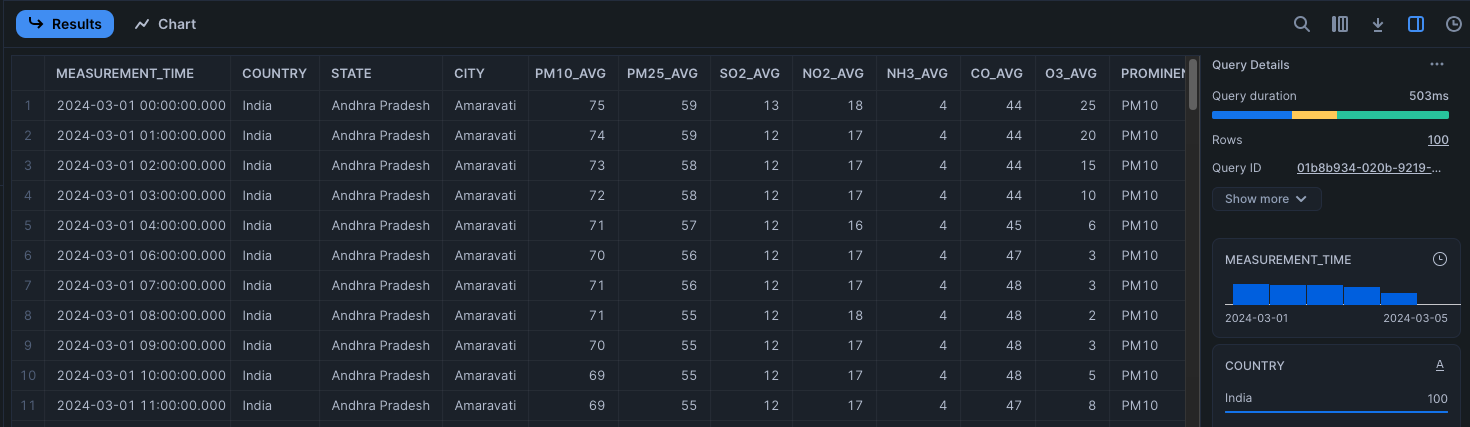 Results Chart
MEASUREMENT_TIME COUNTRY STATE CITY PM10_AVG PM25_AVG SO2_AVG NO2_AVG NH3_AVG CO_AVG O3_AVG PROMINEN
1 2024-03-01 00:00:00.000 India Andhra Pradesh Amaravati 75 59 13 18 4 44 25 PM10
2 2024-03-01 01:00:00.000 India Andhra Pradesh Amaravati 74 59 12 17 4 44 20 PM10
3 2024-03-01 02:00:00.000 India Andhra Pradesh Amaravati 73 58 12 17 4 44 15 PM10
4 2024-03-01 03:00:00.000 India Andhra Pradesh Amaravati 72 58 12 17 4 44 10 PM10
5 2024-03-01 04:00:00.000 India Andhra Pradesh Amaravati 71 57 12 16 4 45 6 PM10
6 2024-03-01 06:00:00.000 India Andhra Pradesh Amaravati 70 56 12 17 4 47 3 PM10
7 2024-03-01 07:00:00.000 India Andhra Pradesh Amaravati 71 56 12 17 4 48 3 PM10
8 2024-03-01 08:00:00.000 India Andhra Pradesh Amaravati 71 55 12 18 4 48 2 PM10
9 2024-03-01 09:00:00.000 India Andhra Pradesh Amaravati 70 55 12 17 4 48 3 PM10
10 2024-03-01 10:00:00.000 India Andhra Pradesh Amaravati 69 55 12 17 4 48 5 PM10
11 2024-03-01 11:00:00.000 India Andhra Pradesh Amaravati 69 55 12 17 4 47 8 PM10
Query Details ...
Query duration 503ms
Rows 100
Query ID 01b8b934-020b-9219-...
Show more
MEASUREMENT_TIME
2024-03-01 2024-03-05
COUNTRY A
India 100